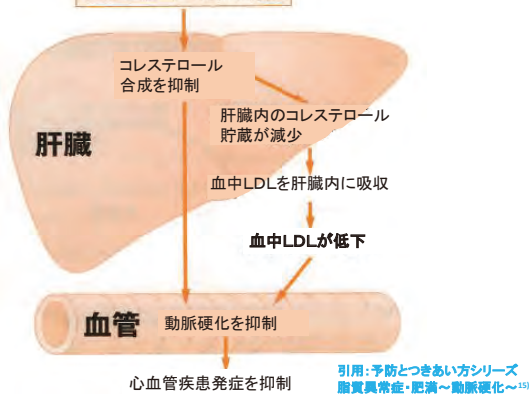 コレステロール
合成を抑制
肝臓内のコレステロール
貯蔵が減少
肝臓
血中LDLを肝臓内に吸収
血中LDLが低下
血管
動脈硬化を抑制
心血管疾患発症を抑制
引用:予防とつきあい方シリーズ
脂質異常症・肥満〜動脈硬化〜15)